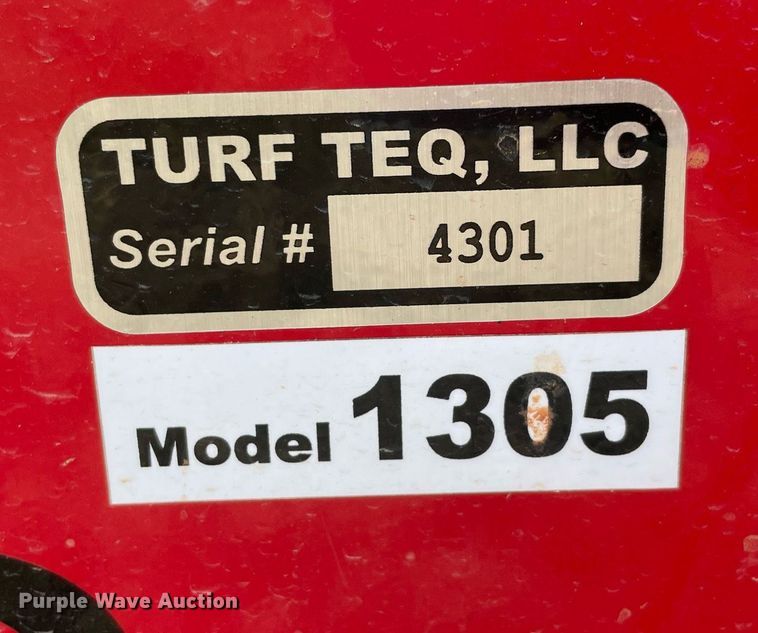 TURF TEQ, LLC
Serial # 4301
Model 1305
Purple Wave Auction